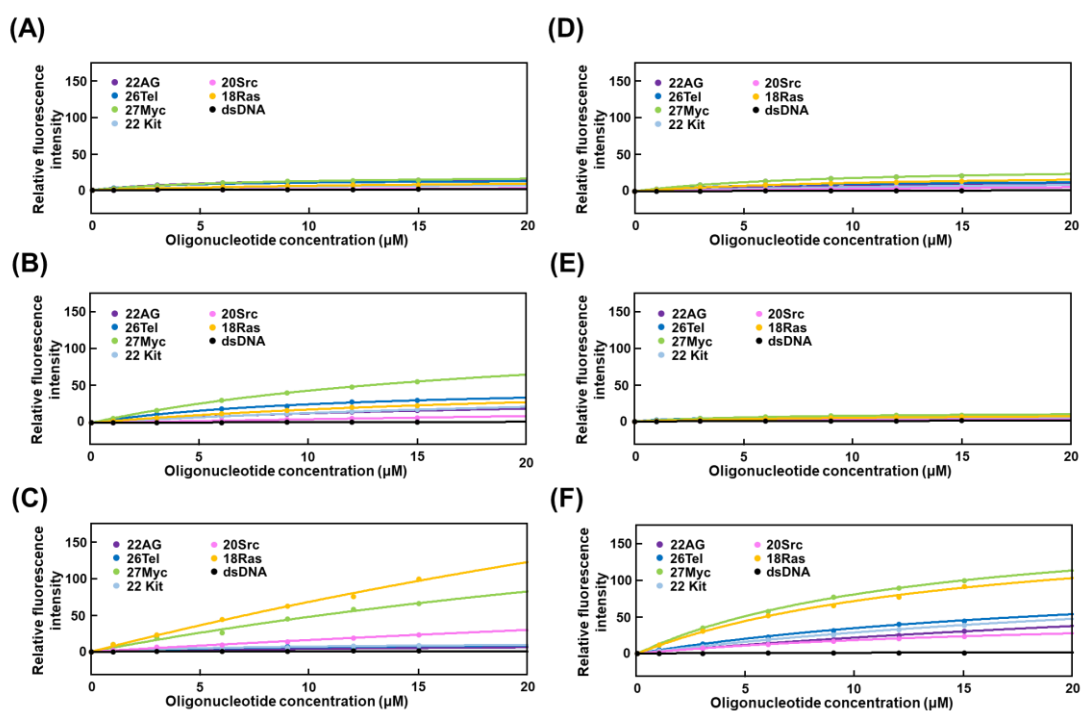 (A)
Relative fluorescence
intensity
150
100
50
0
22AG
26Tel
27Myc
22 Kit
20Src
18Ras
dsDNA
0 5 10 15 20
Oligonucleotide concentration (µM)
(D)
Relative fluorescence
intensity
150
100
50
0
22AG
26Tel
27Myc
22 Kit
20Src
18Ras
dsDNA
0 5 10 15 20
Oligonucleotide concentration (µM)
(B)
Relative fluorescence
intensity
150
100
50
0
22AG
26Tel
27Myc
22 Kit
20Src
18Ras
dsDNA
0 5 10 15 20
Oligonucleotide concentration (µM)
(E)
Relative fluorescence
intensity
150
100
50
0
22AG
26Tel
27Myc
22 Kit
20Src
18Ras
dsDNA
0 5 10 15 20
Oligonucleotide concentration (µM)
(C)
Relative fluorescence
intensity
150
100
50
0
22AG
26Tel
27Myc
22 Kit
20Src
18Ras
dsDNA
0 5 10 15 20
Oligonucleotide concentration (µM)
(F)
Relative fluorescence
intensity
150
100
50
0
22AG
26Tel
27Myc
22 Kit
20Src
18Ras
dsDNA
0 5 10 15 20
Oligonucleotide concentration (µM)